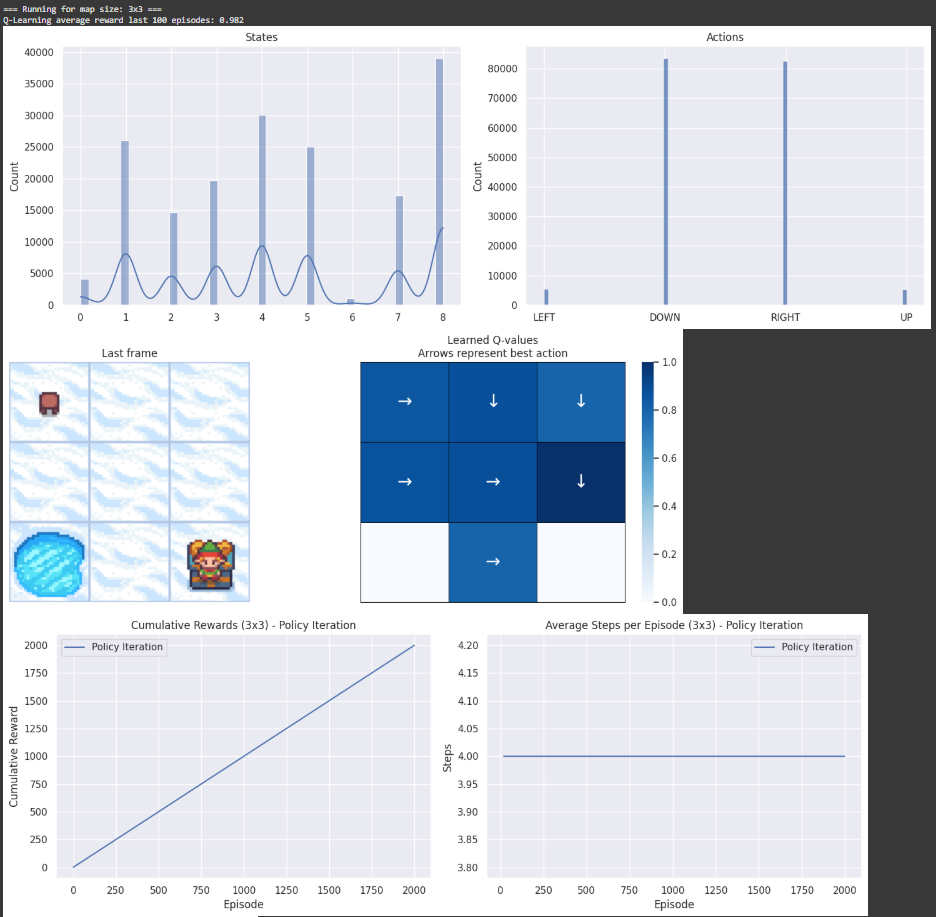 === Running for map size: 3x3 ===
Q-Learning average reward last 100 episodes: 0.982
States
40000
35000
30000
25000
20000
15000
10000
5000
0
Count
0 1 2 3 4 5 6 7 8
Actions
80000
70000
60000
50000
40000
30000
20000
10000
0
Count
LEFT DOWN RIGHT UP
Last frame
Learned Q-values
Arrows represent best action
→ ↓ ↓
→ → ↓
→
1.0
0.8
0.6
0.4
0.2
0.0
Cumulative Rewards (3x3) - Policy Iteration
Policy Iteration
2000
1750
1500
1250
1000
750
500
250
0
Cumulative Reward
0 250 500 750 1000 1250 1500 1750 2000
Episode
Average Steps per Episode (3x3) - Policy Iteration
Policy Iteration
4.20
4.15
4.10
4.05
4.00
3.95
3.90
3.85
3.80
Steps
0 250 500 750 1000 1250 1500 1750 2000
Episode